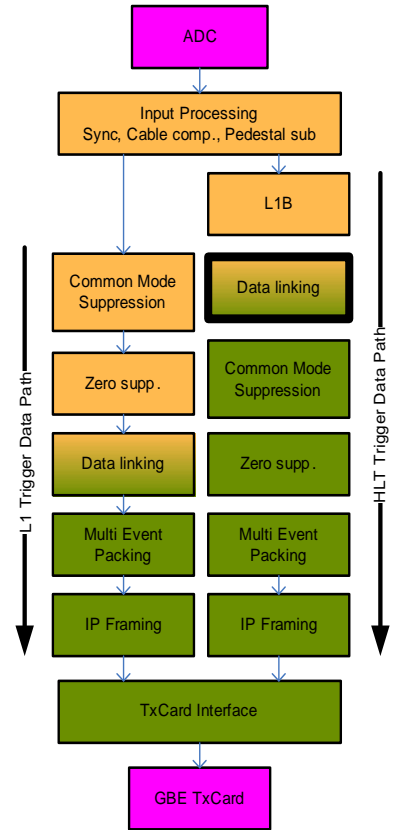 ADC
Input Processing
Sync, Cable comp., Pedestal sub
L1B
Common Mode
Suppression
Data linking
Common Mode
Suppression
Zero supp.
Zero supp.
Data linking
Multi Event
Packing
Multi Event
Packing
IP Framing
IP Framing
TxCard Interface
GBE TxCard
L1 Trigger Data Path
HLT Trigger Data Path